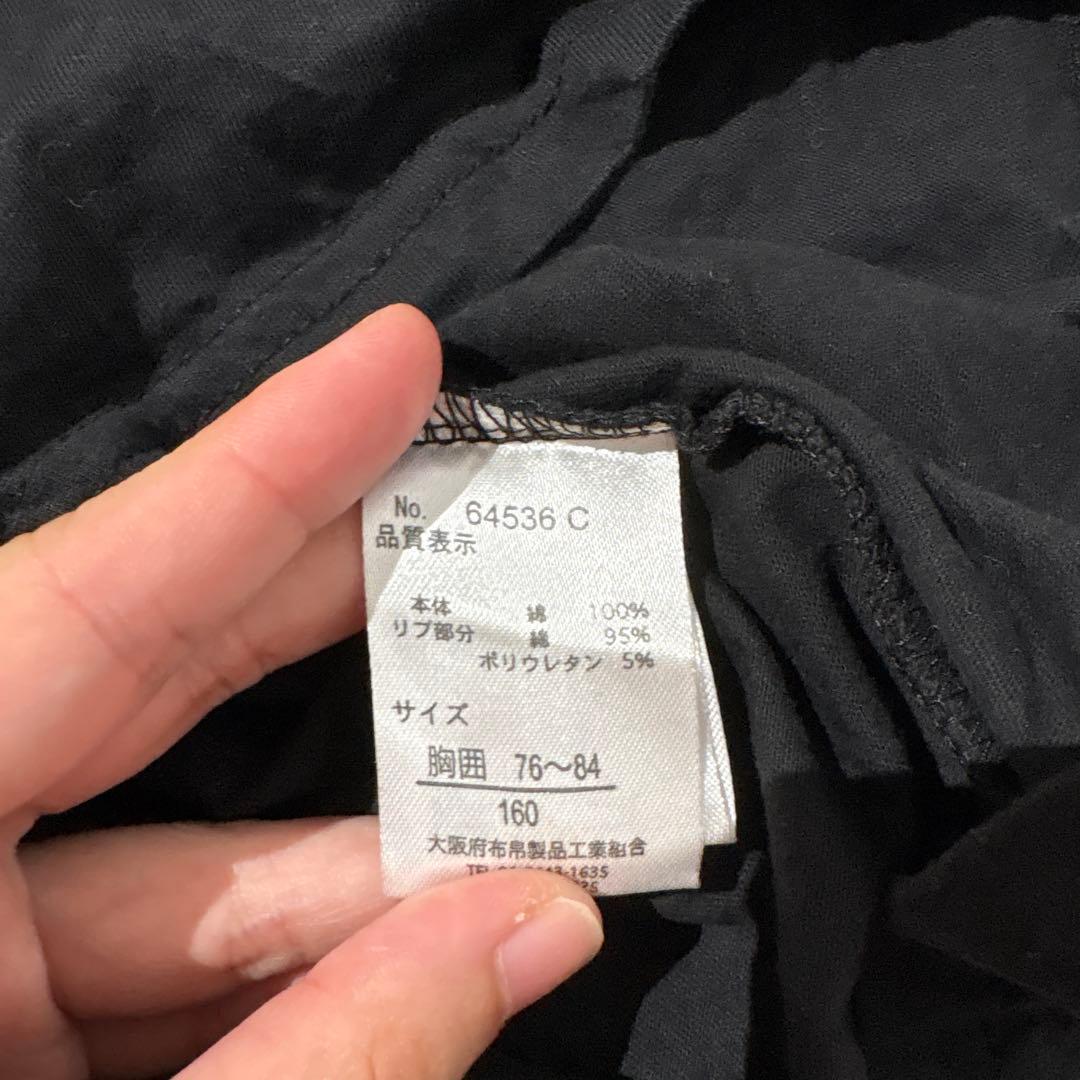 No. 64536 C
品質表示
本体 綿 100%
リブ部分 綿 95%
ポリウレタン 5%
サイズ
胸囲 76〜84
160
大阪府布帛製品工業組合